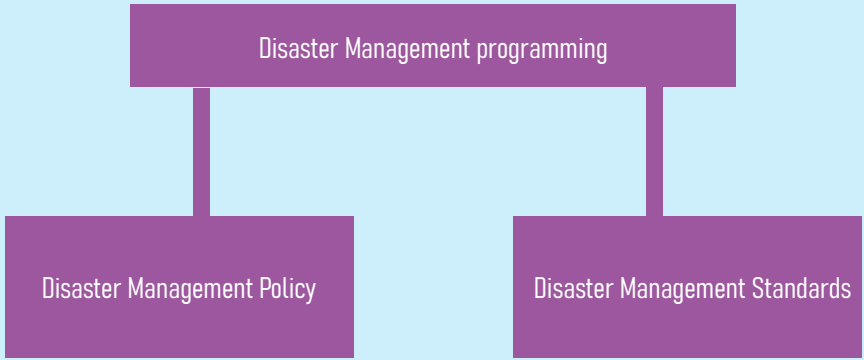 Disaster Management programming
Disaster Management Policy
Disaster Management Standards